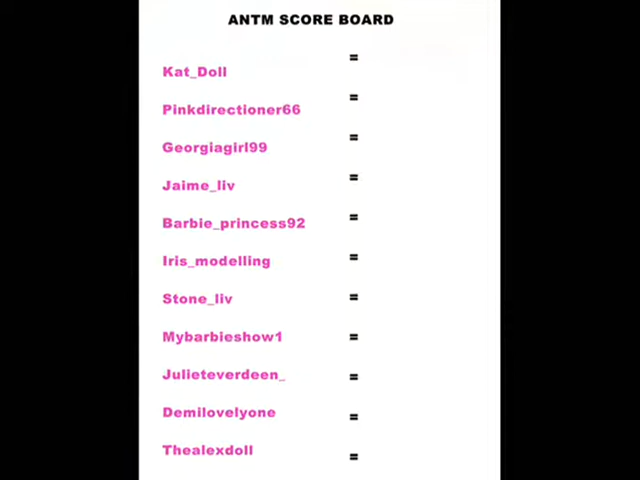 ANTM SCORE BOARD
Kat_Doll =
Pinkdirectioner66 =
Georgiagirl99 =
Jaime_liv =
Barbie_princess92 =
Iris_modelling =
Stone_liv =
Mybarbieshow1 =
Julieteverdeen_ =
Demilovelyone =
Thealexdoll =